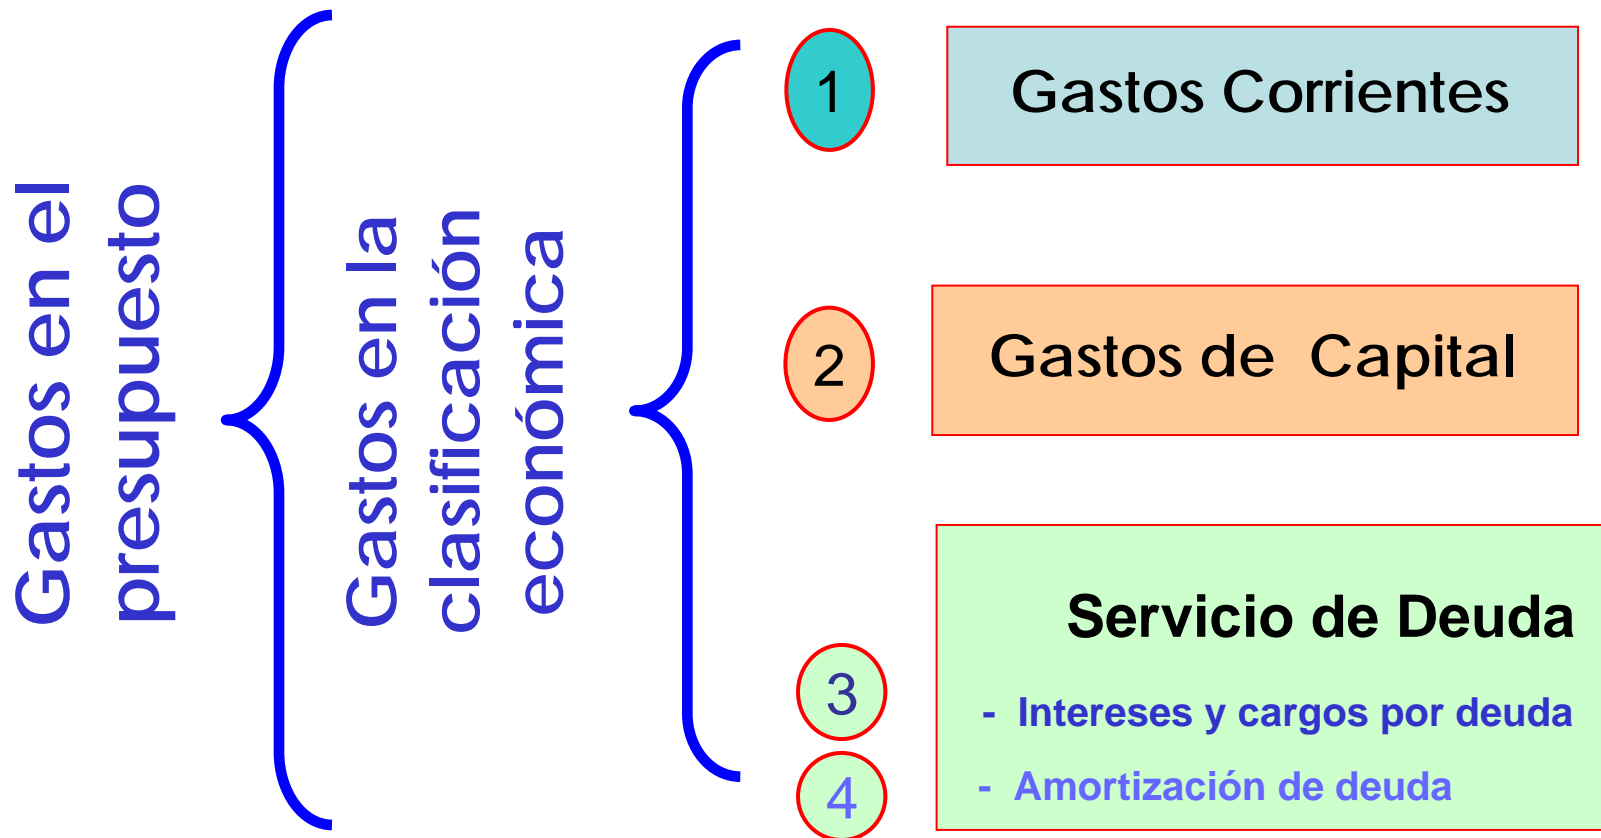 Gastos en el
presupuesto
Gastos en la
clasificación
económica
1
Gastos Corrientes
2
Gastos de Capital
Servicio de Deuda
3
- Intereses y cargos por deuda
4
- Amortización de deuda